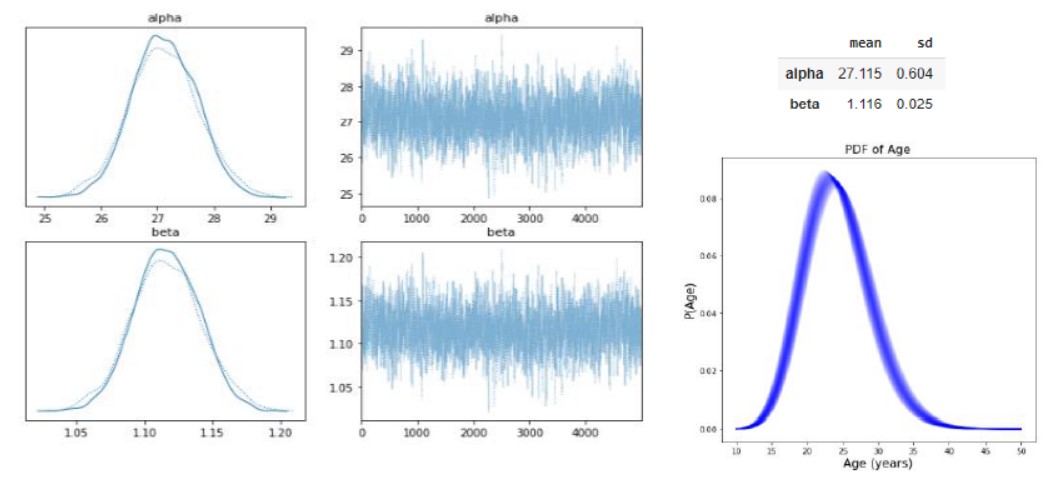 alpha
25 26 27 28 29
alpha
29
28
27
26
25
0 1000 2000 3000 4000
beta
1.05 1.10 1.15 1.20
beta
1.20
1.15
1.10
1.05
0 1000 2000 3000 4000
mean sd
alpha 27.115 0.604
beta 1.116 0.025
PDF of Age
P(Age)
0.08
0.06
0.04
0.02
0.00
10 15 20 25 30 35 40 45 50
Age (years)